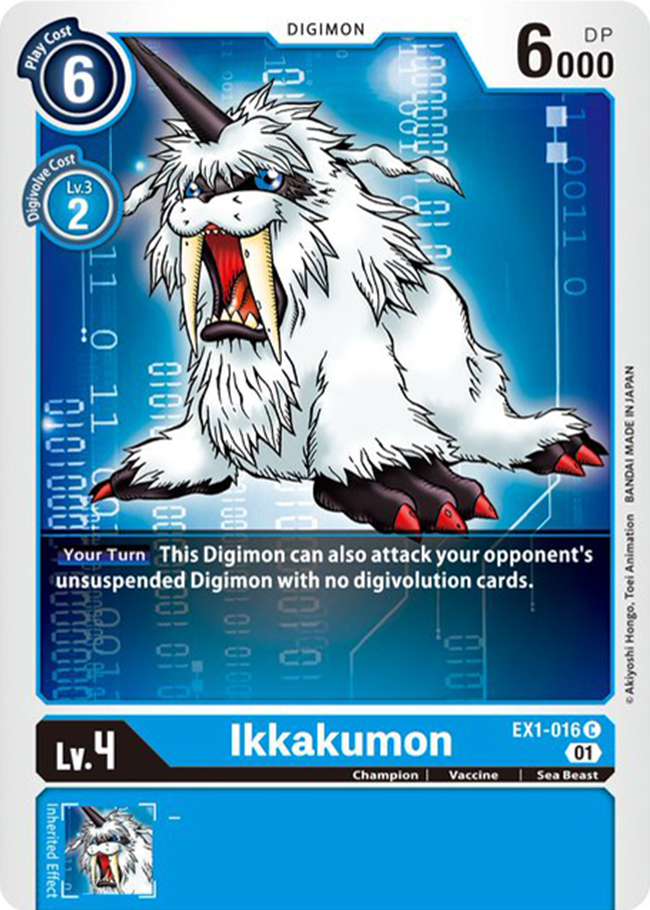 DIGIMON
Play Cost
6
DP
6000
Digivolve Cost
Lv.3
2
Your Turn This Digimon can also attack your opponent's
unsuspended Digimon with no digivolution cards.
© Akiyoshi Hongo, Toei Animation BANDAI MADE IN JAPAN
Lv.4
Ikkakumon
EX1-016 C
01
Champion | Vaccine | Sea Beast
Inherited Effect
–